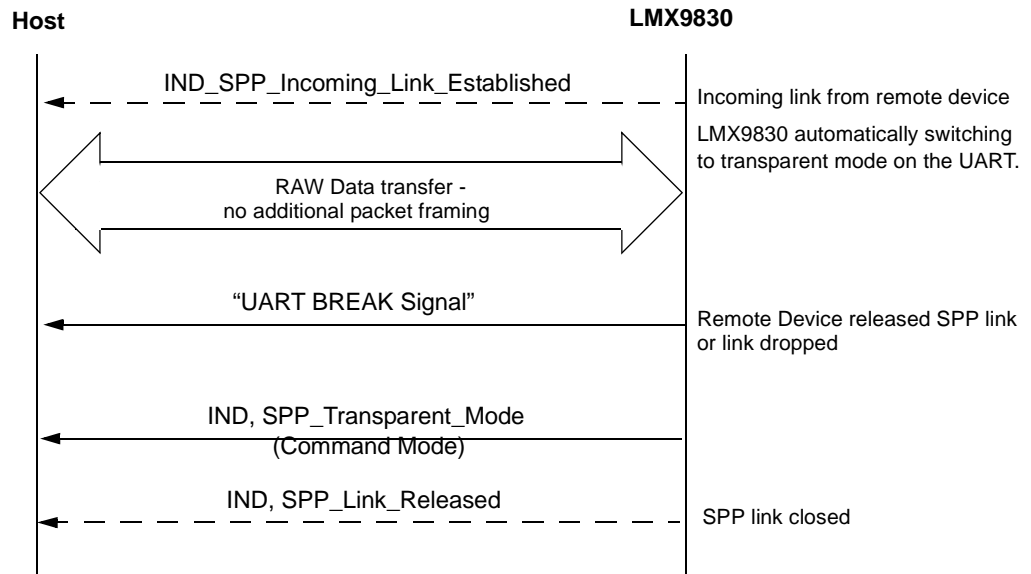 Host
LMX9830
IND_SPP_Incoming_Link_Established
Incoming link from remote device
LMX9830 automatically switching
to transparent mode on the UART.
RAW Data transfer -
no additional packet framing
“UART BREAK Signal”
Remote Device released SPP link
or link dropped
IND, SPP_Transparent_Mode
(Command Mode)
IND, SPP_Link_Released
SPP link closed